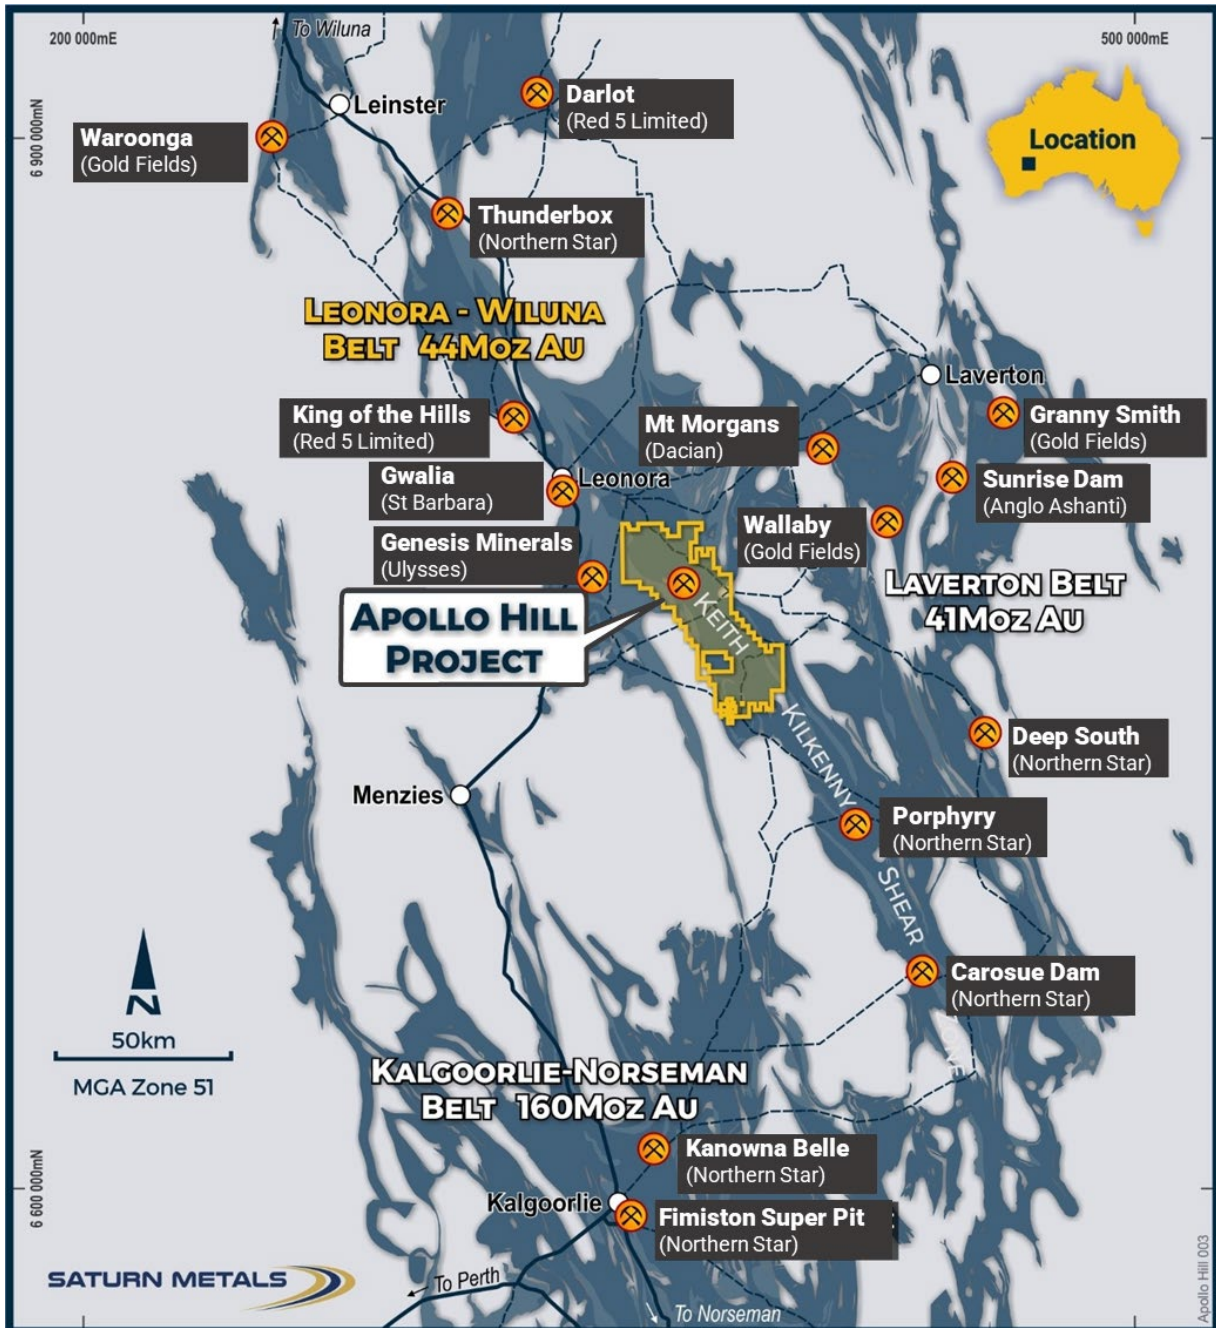 200 000mE
To Wiluna
500 000mE
Leinster
Darlot
(Red 5 Limited)
Waroonga
(Gold Fields)
6 900 000mN
Location
Thunderbox
(Northern Star)
LEONORA - WILUNA
BELT 44MOZ AU
Laverton
King of the Hills
(Red 5 Limited)
Mt Morgans
(Dacian)
Granny Smith
(Gold Fields)
Gwalia
(St Barbara)
Leonora
Sunrise Dam
(Anglo Ashanti)
Wallaby
(Gold Fields)
Genesis Minerals
(Ulysses)
LAVERTON BELT
41MOZ AU
APOLLO HILL
PROJECT
KEITH
KILKENNY
SHEAR
ZONE
Deep South
(Northern Star)
Menzies
Porphyry
(Northern Star)
Carosue Dam
(Northern Star)
N
50km
MGA Zone 51
KALGOORLIE-NORSEMAN
BELT 160MOZ AU
Kanowna Belle
(Northern Star)
6 600 000mN
Kalgoorlie
Fimiston Super Pit
(Northern Star)
SATURN METALS
To Perth
To Norseman
Apollo Hill 003